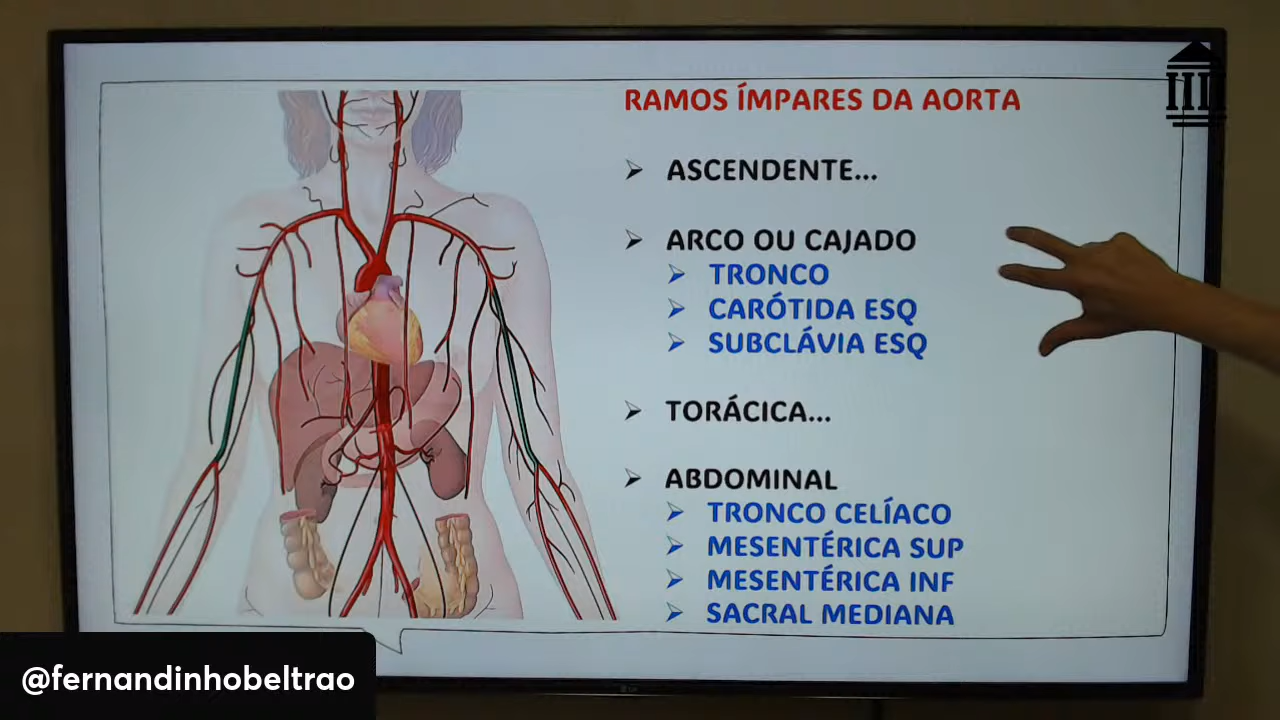 RAMOS ÍMPARES DA AORTA
ASCENDENTE...
ARCO OU CAJADO
TRONCO
CARÓTIDA ESQ
SUBCLÁVIA ESQ
TORÁCICA...
ABDOMINAL
TRONCO CELÍACO
MESENTÉRICA SUP
MESENTÉRICA INF
SACRAL MEDIANA
@fernandinhobeltrao